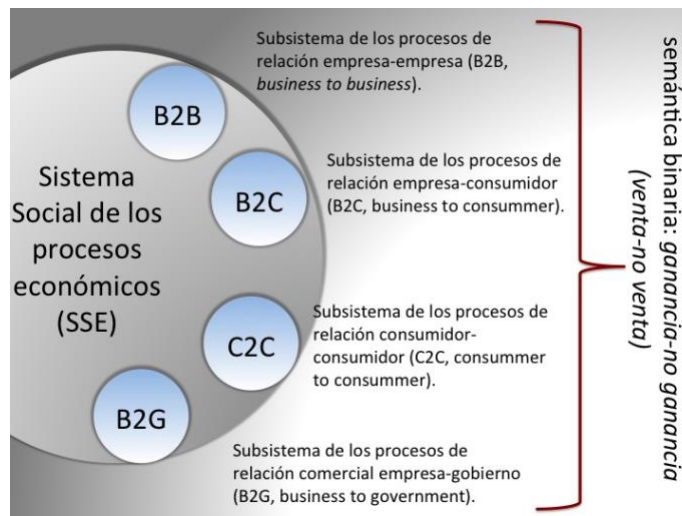 Sistema
Social de los
procesos
económicos
(SSE)
B2B
Subsistema de los procesos de
relación empresa-empresa (B2B,
business to business).
B2C
Subsistema de los procesos de
relación empresa-consumidor
(B2C, business to consummer).
C2C
Subsistema de los procesos de
relación consumidor-
consumidor (C2C, consummer
to consummer).
B2G
Subsistema de los procesos de
relación comercial empresa-gobierno
(B2G, business to government).
semántica binaria: ganancia-no ganancia
(venta-no venta)